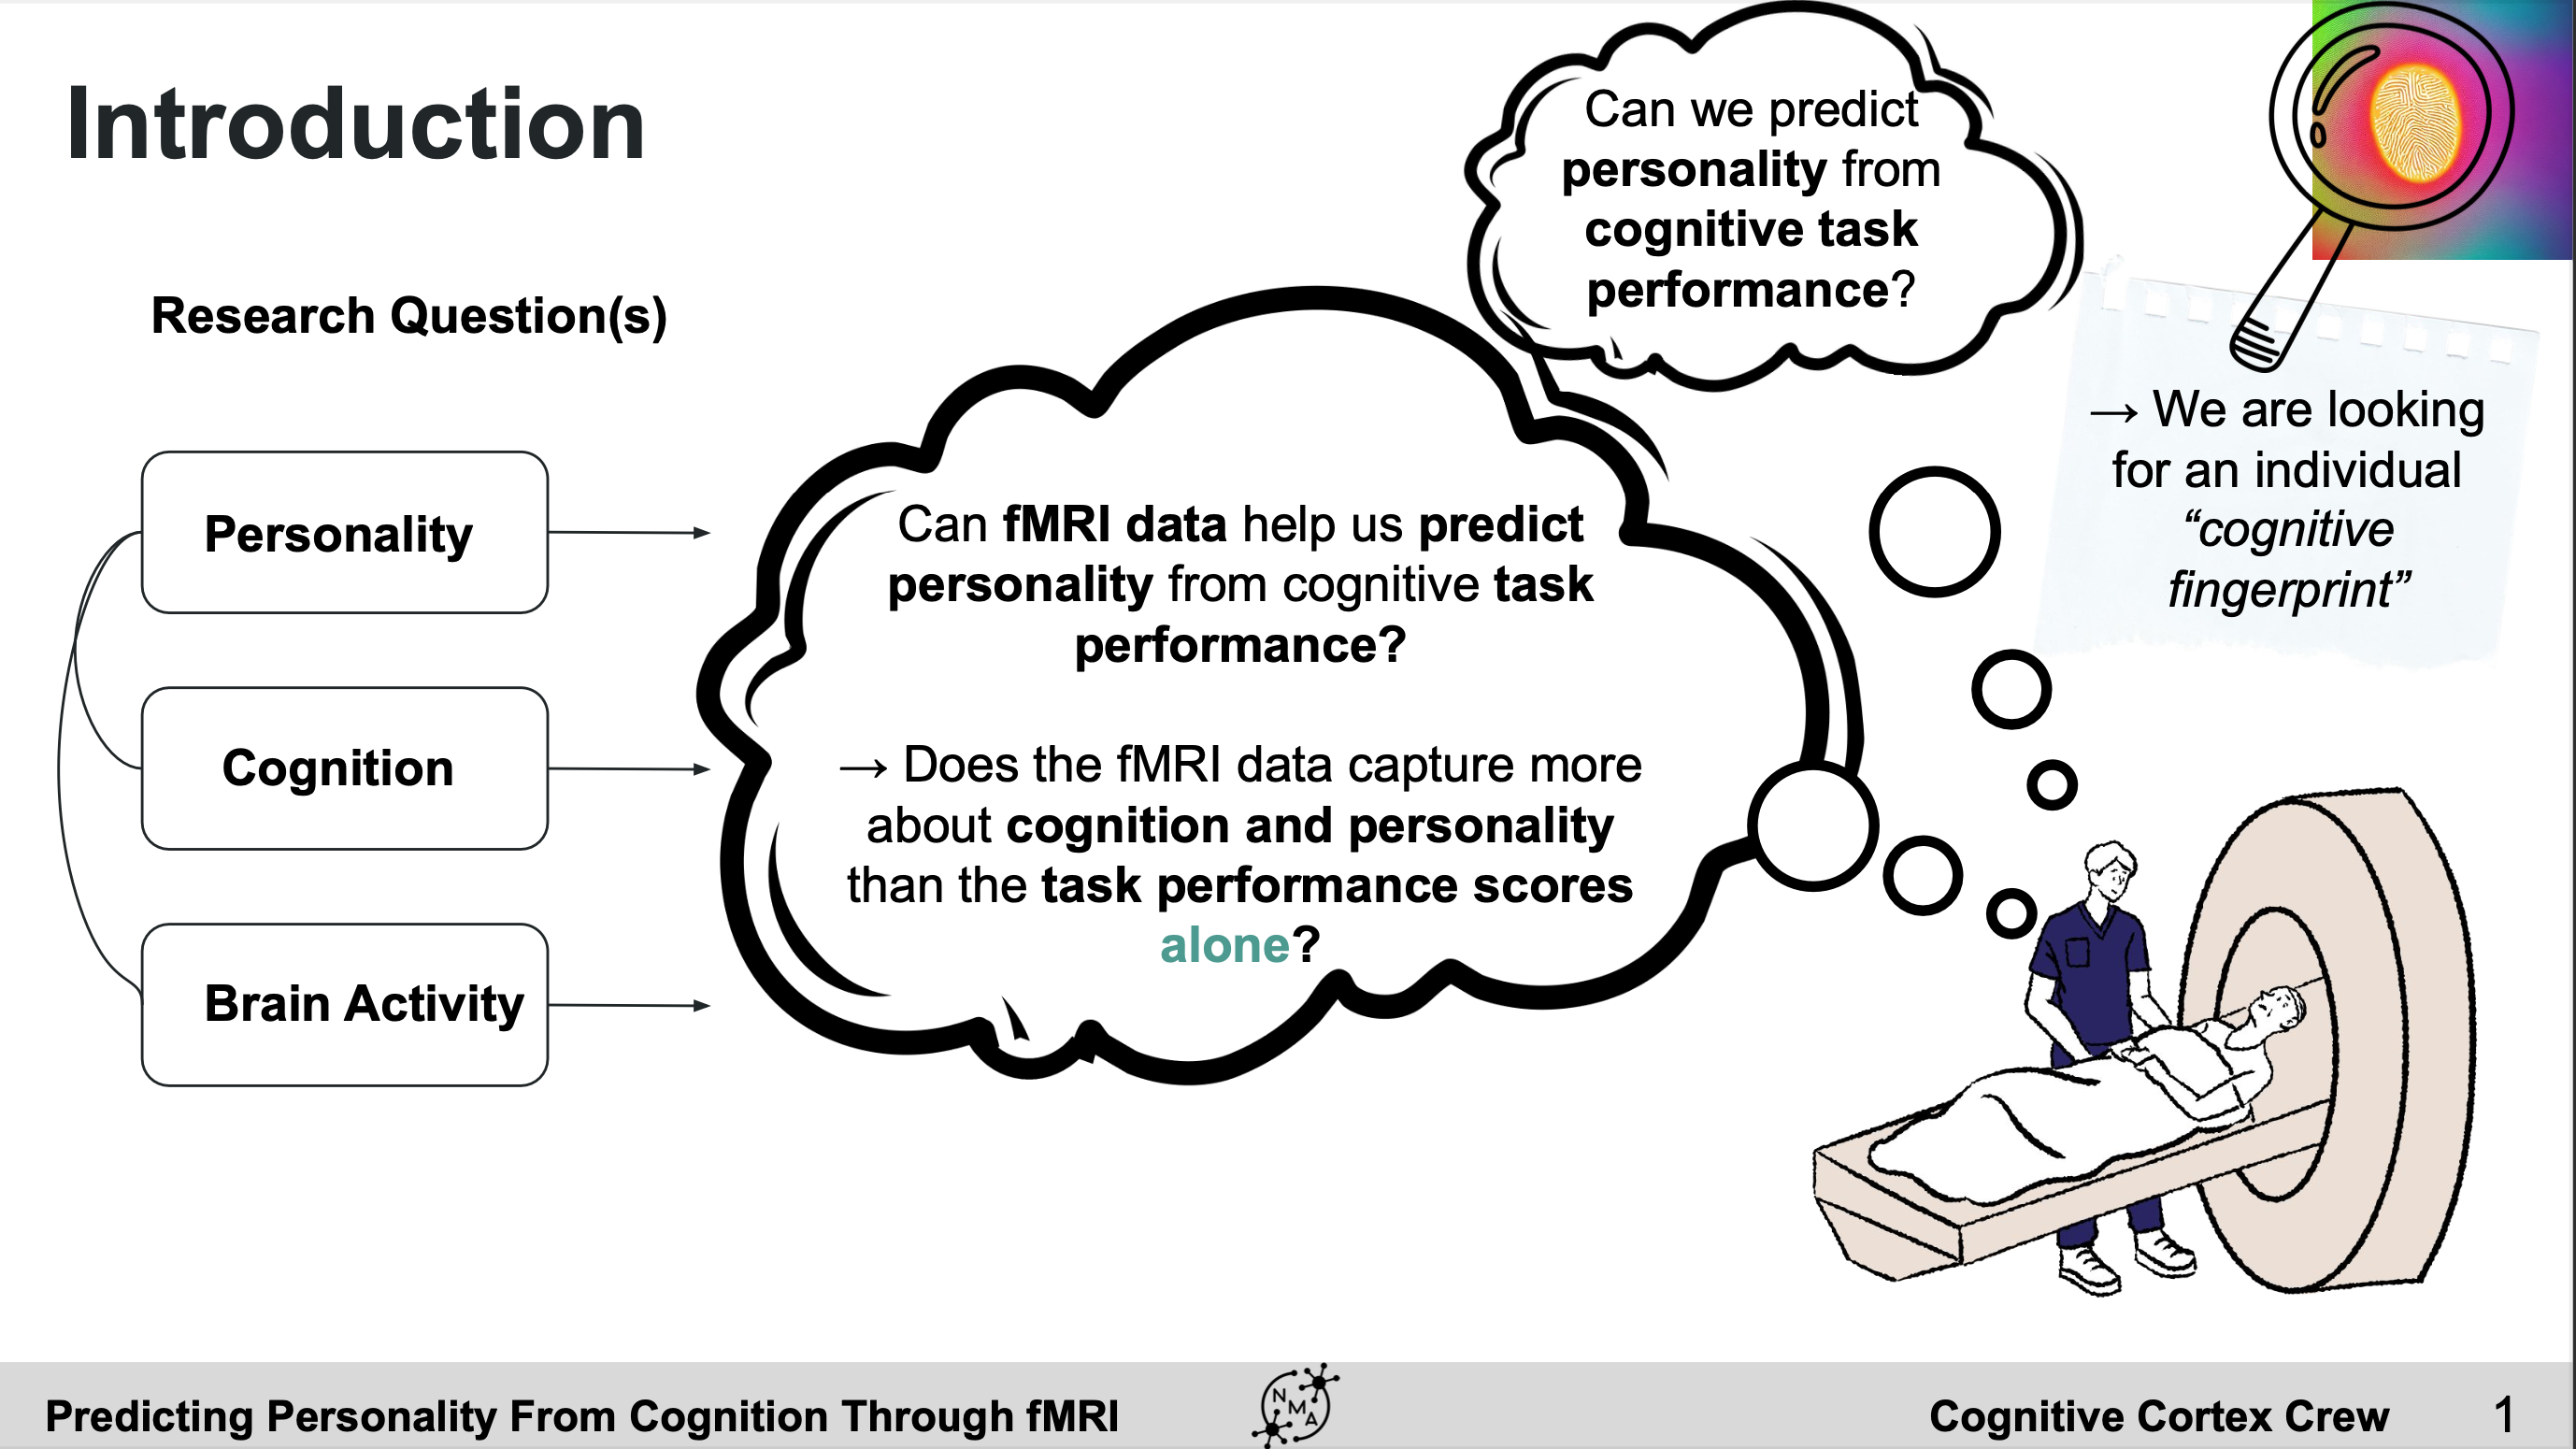 Introduction
Research Question(s)
Personality
Cognition
Brain Activity
Can we predict
personality from
cognitive task
performance?
Can fMRI data help us predict
personality from cognitive task
performance?
→ Does the fMRI data capture more
about cognition and personality
than the task performance scores
alone?
→ We are looking
for an individual
“cognitive
fingerprint”
Predicting Personality From Cognition Through fMRI
NMA
Cognitive Cortex Crew
1